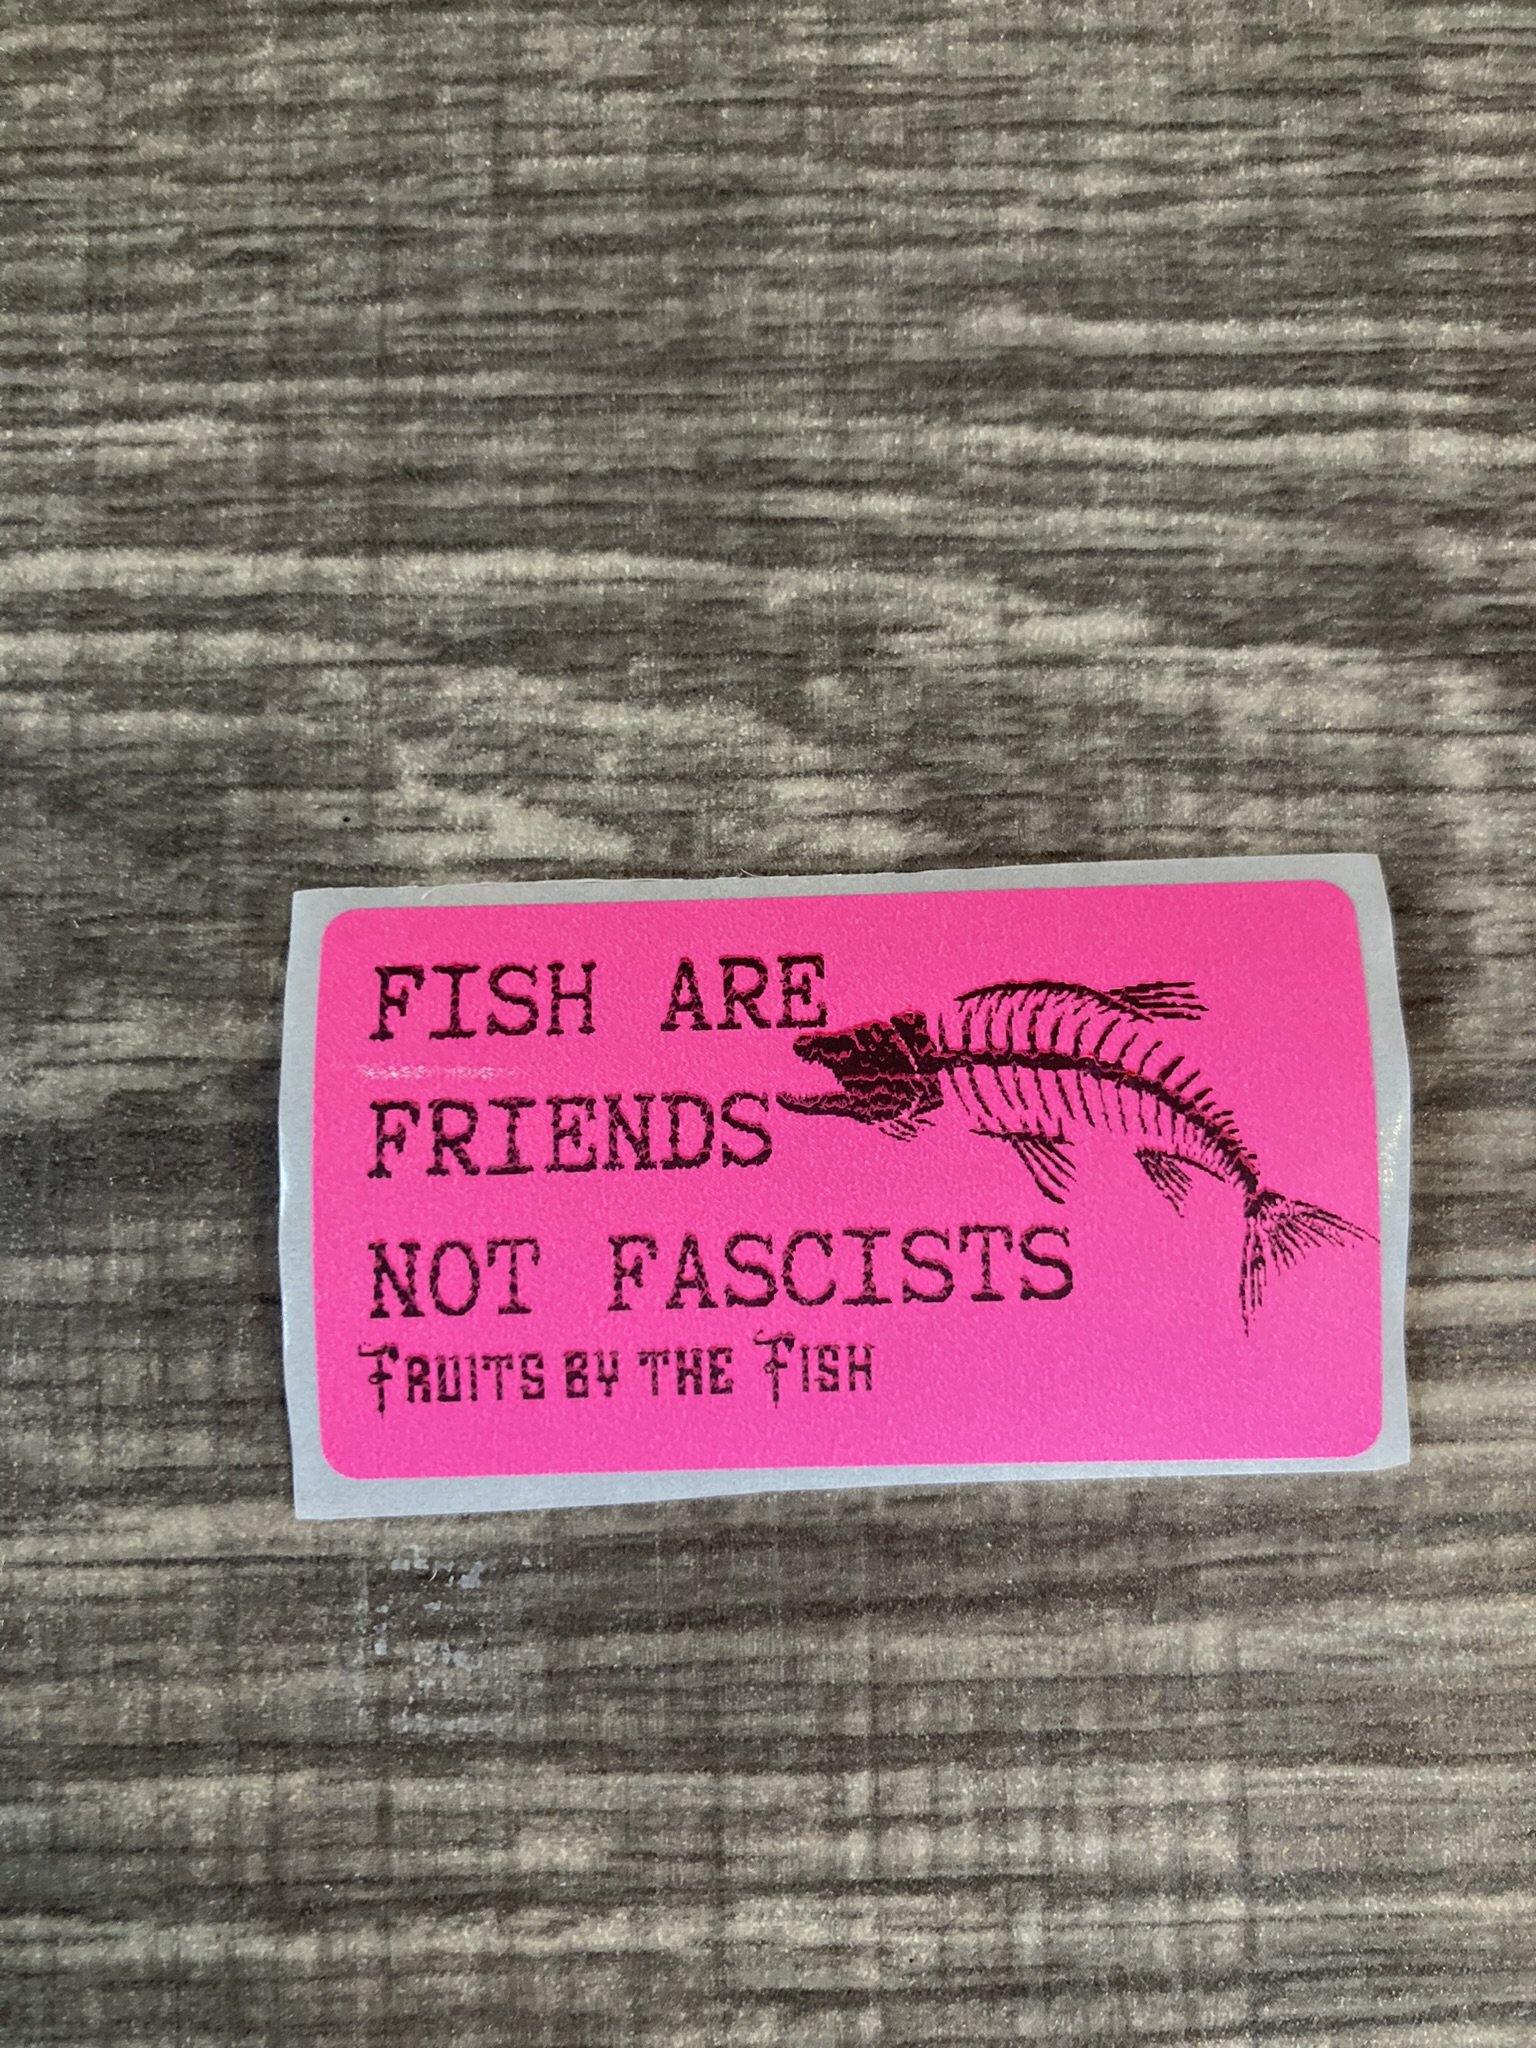 FISH ARE
FRIENDS
NOT FASCISTS
FRUITS BY THE FISH